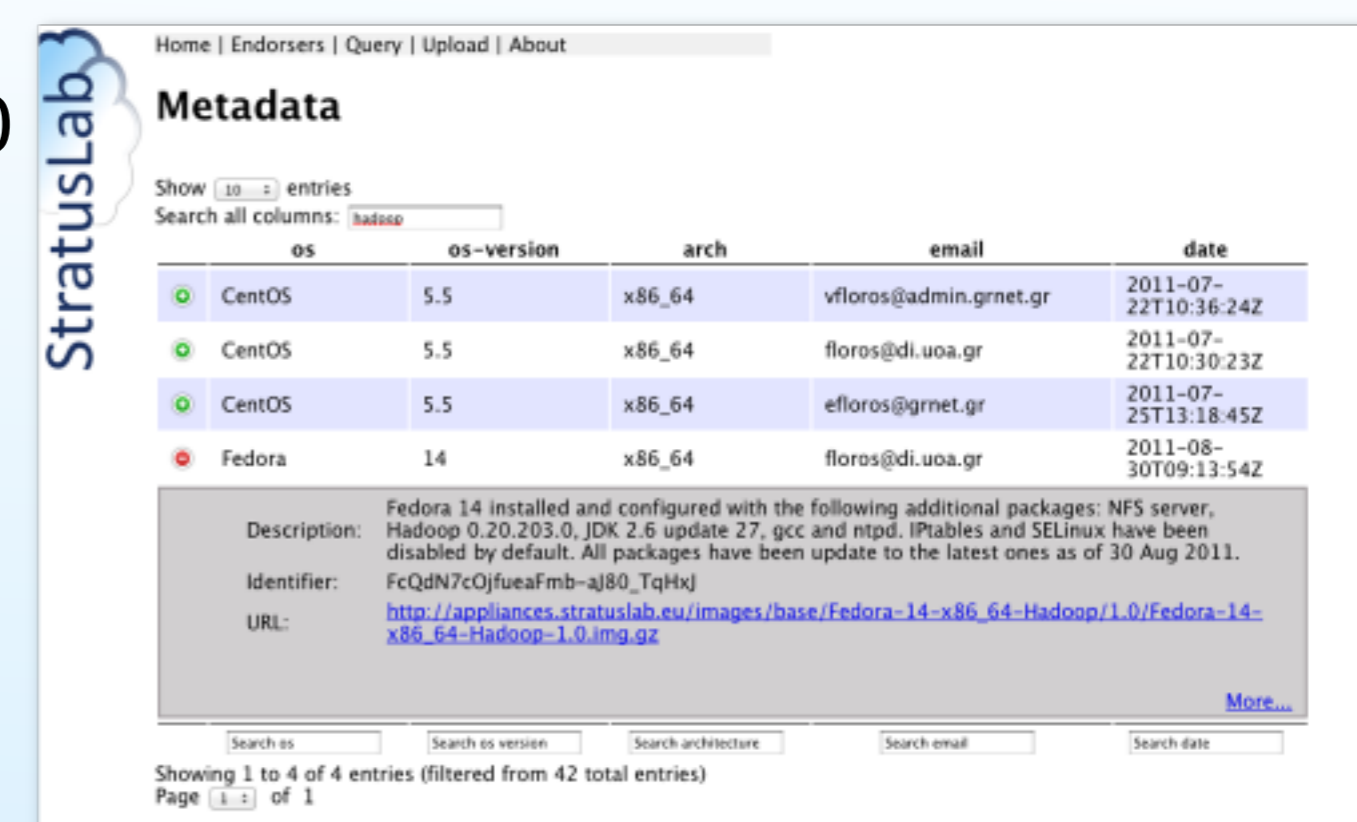 StratusLab
Home | Endorsers | Query | Upload | About
Metadata
Show 10 entries
Search all columns: hadoop
os os-version arch email date
CentOS 5.5 x86_64 vfloros@admin.grnet.gr 2011-07-
22T10:36:24Z
CentOS 5.5 x86_64 floros@di.uoa.gr 2011-07-
22T10:30:23Z
CentOS 5.5 x86_64 efloros@grnet.gr 2011-07-
25T13:18:45Z
Fedora 14 x86_64 floros@di.uoa.gr 2011-08-
30T09:13:54Z
Fedora 14 installed and configured with the following additional packages: NFS server,
Description: Hadoop 0.20.203.0, JDK 2.6 update 27, gcc and ntpd. IPtables and SELinux have been
disabled by default. All packages have been update to the latest ones as of 30 Aug 2011.
Identifier: FcQdN7cOjfueaFmb-aJ80_TqHxJ
URL: http://appliances.stratuslab.eu/images/base/Fedora-14-x86_64-Hadoop/1.0/Fedora-14-
x86_64-Hadoop-1.0.img.gz
More...
Search os Search os version Search architecture Search email Search date
Showing 1 to 4 of 4 entries (filtered from 42 total entries)
Page 1 of 1